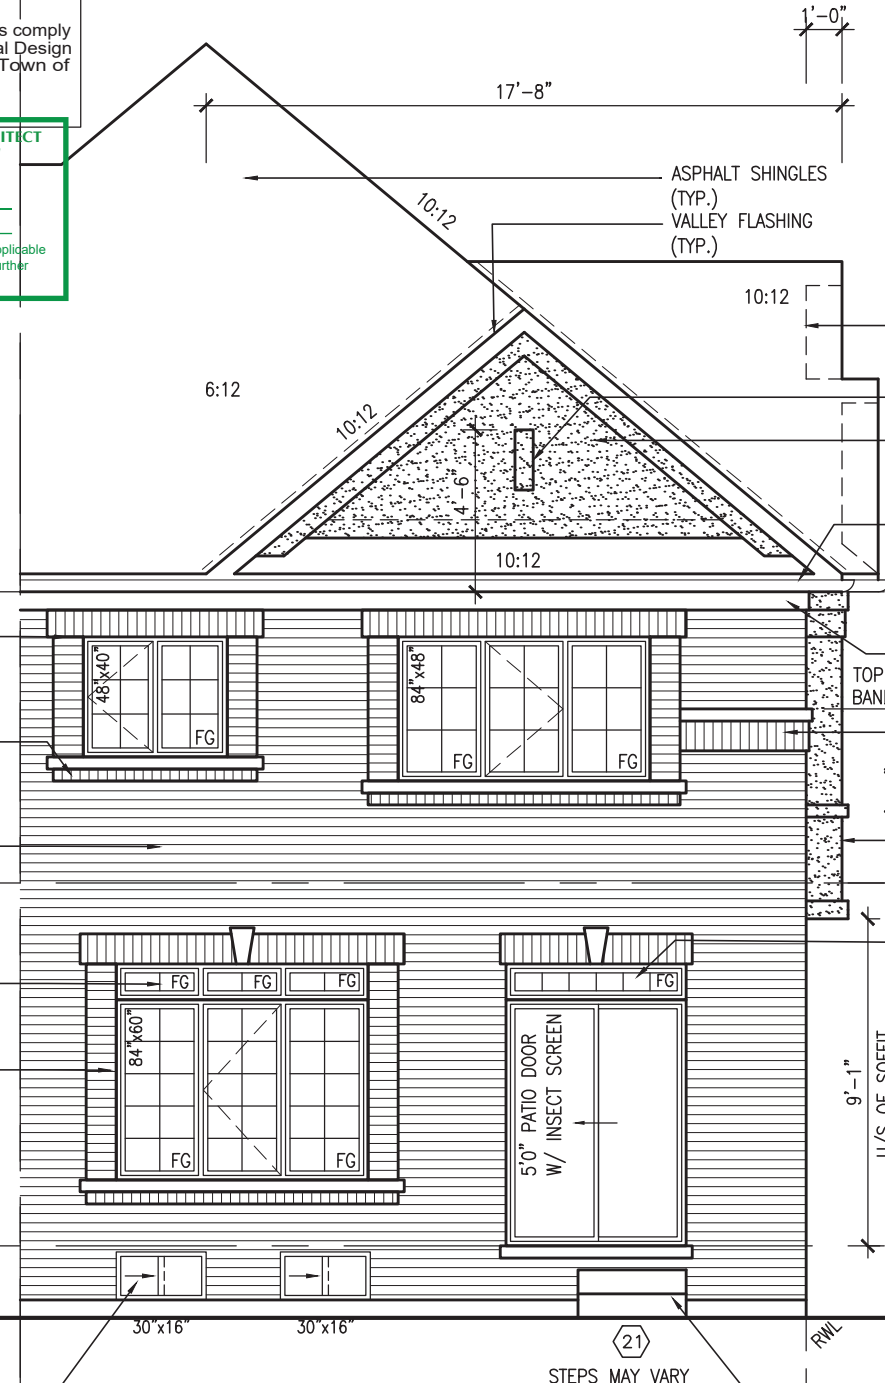 s comply
al Design
Town of
ITECT
pplicable
urther
1'-0"
17'-8"
ASPHALT SHINGLES
(TYP.)
VALLEY FLASHING
(TYP.)
10:12
10:12
6:12
10:12
4'-6"
10:12
48"x40"
FG
84"x48"
FG
FG
TOP
BAN
FG
FG
FG
84"x60"
FG
FG
FG
5'0" PATIO DOOR
W/ INSECT SCREEN
9'-1"
U/S OF SOFFIT
30"x16"
30"x16"
21
RWL
STEPS MAY VARY